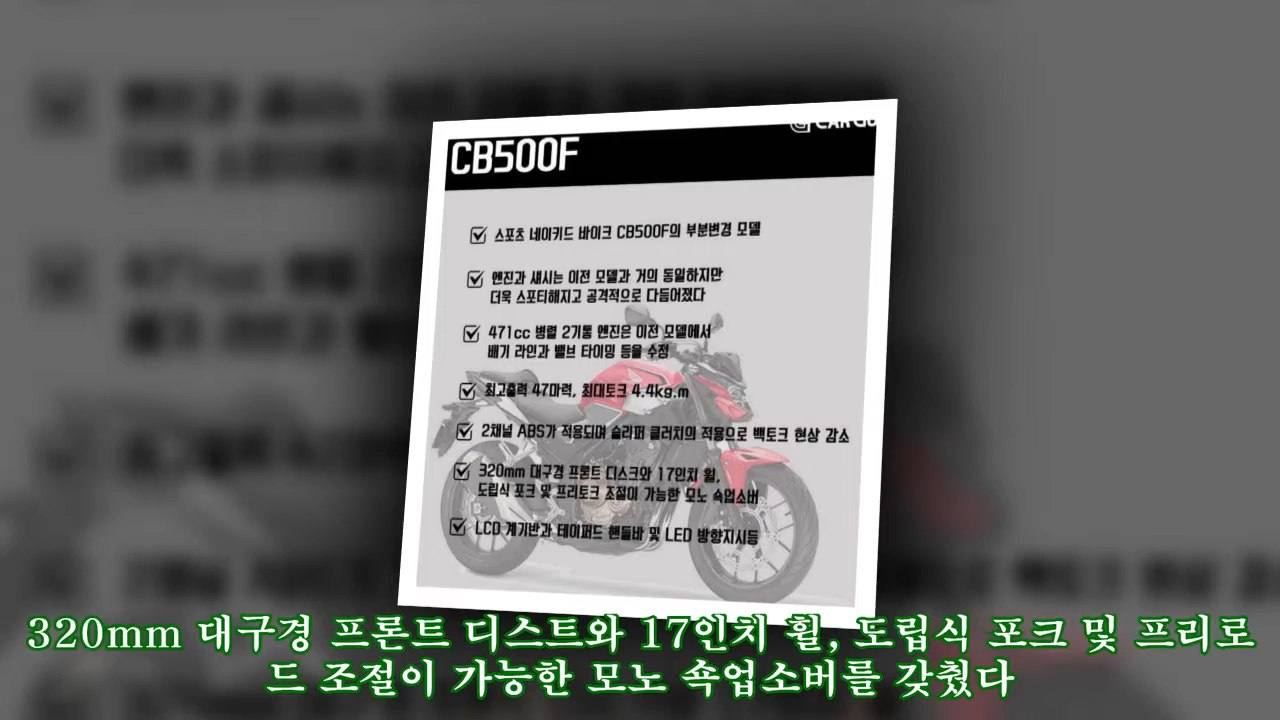 CB500F
스포츠 네이키드 바이크 CB500F의 부분변경 모델
엔진과 섀시는 이전 모델과 거의 동일하지만
더욱 스포티해지고 공격적으로 다듬어졌다
471cc 병렬 2기통 엔진은 이전 모델에서
배기 라인과 밸브 타이밍 등을 수정
최고출력 47마력, 최대토크 4.4kg.m
2채널 ABS가 적용되며 슬리퍼 클러치의 적용으로 백토크 현상 감소
320mm 대구경 프론트 디스크와 17인치 휠,
도립식 포크 및 프리토크 조절이 가능한 모노 쇽업소버
LCD 계기반과 테이퍼드 핸들바 및 LED 방향지시등
320mm 대구경 프론트 디스트와 17인치 휠, 도립식 포크 및 프리로
드 조절이 가능한 모노 쇽업소버를 갖췄다